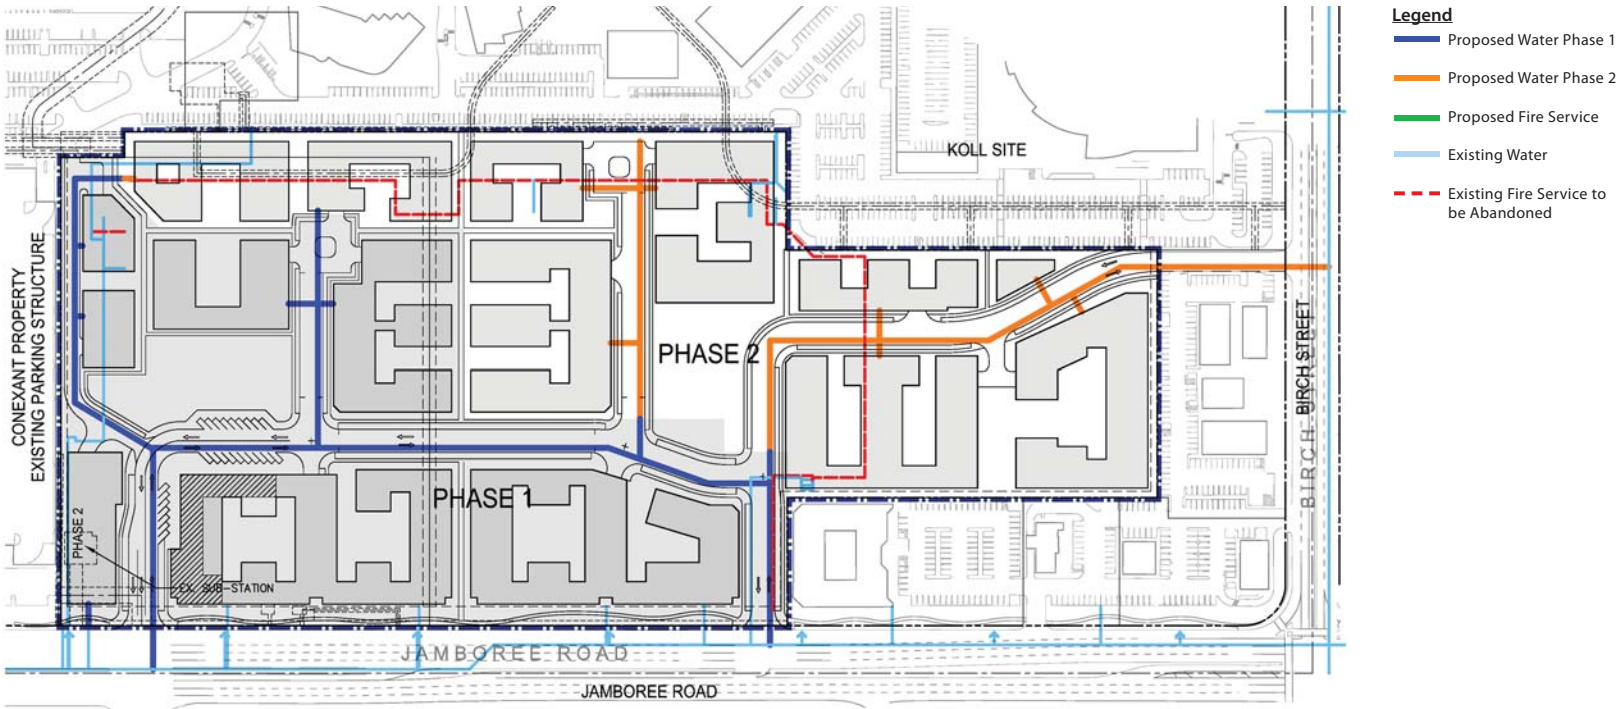 Legend
Proposed Water Phase 1
Proposed Water Phase 2
Proposed Fire Service
Existing Water
Existing Fire Service to
be Abandoned
KOLL SITE
CONEXANT PROPERTY
EXISTING PARKING STRUCTURE
PHASE 2
BIRCH STREET
BIRCH STREET
PHASE 1
PHASE 2
EX. SUB-STATION
JAMBOREE ROAD
JAMBOREE ROAD